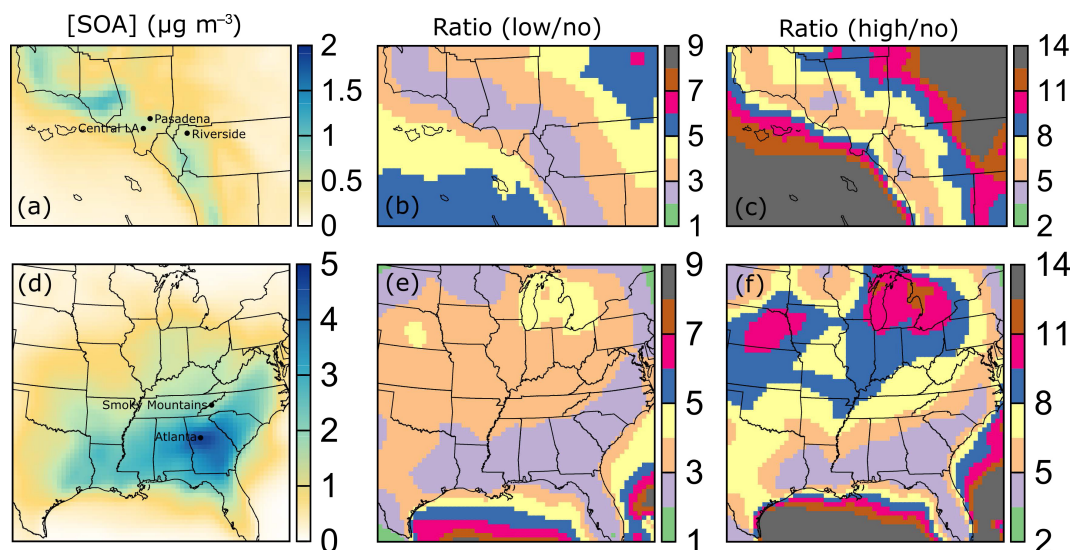 [SOA] (μg m⁻³)
Ratio (low/no)
Ratio (high/no)
2
1.5
1
0.5
0
Pasadena
Central LA
Riverside
(a)
9
7
5
3
1
(b)
14
11
8
5
2
(c)
(d)
5
4
3
2
1
0
Smoky Mountains
Atlanta
(e)
9
7
5
3
1
(f)
14
11
8
5
2